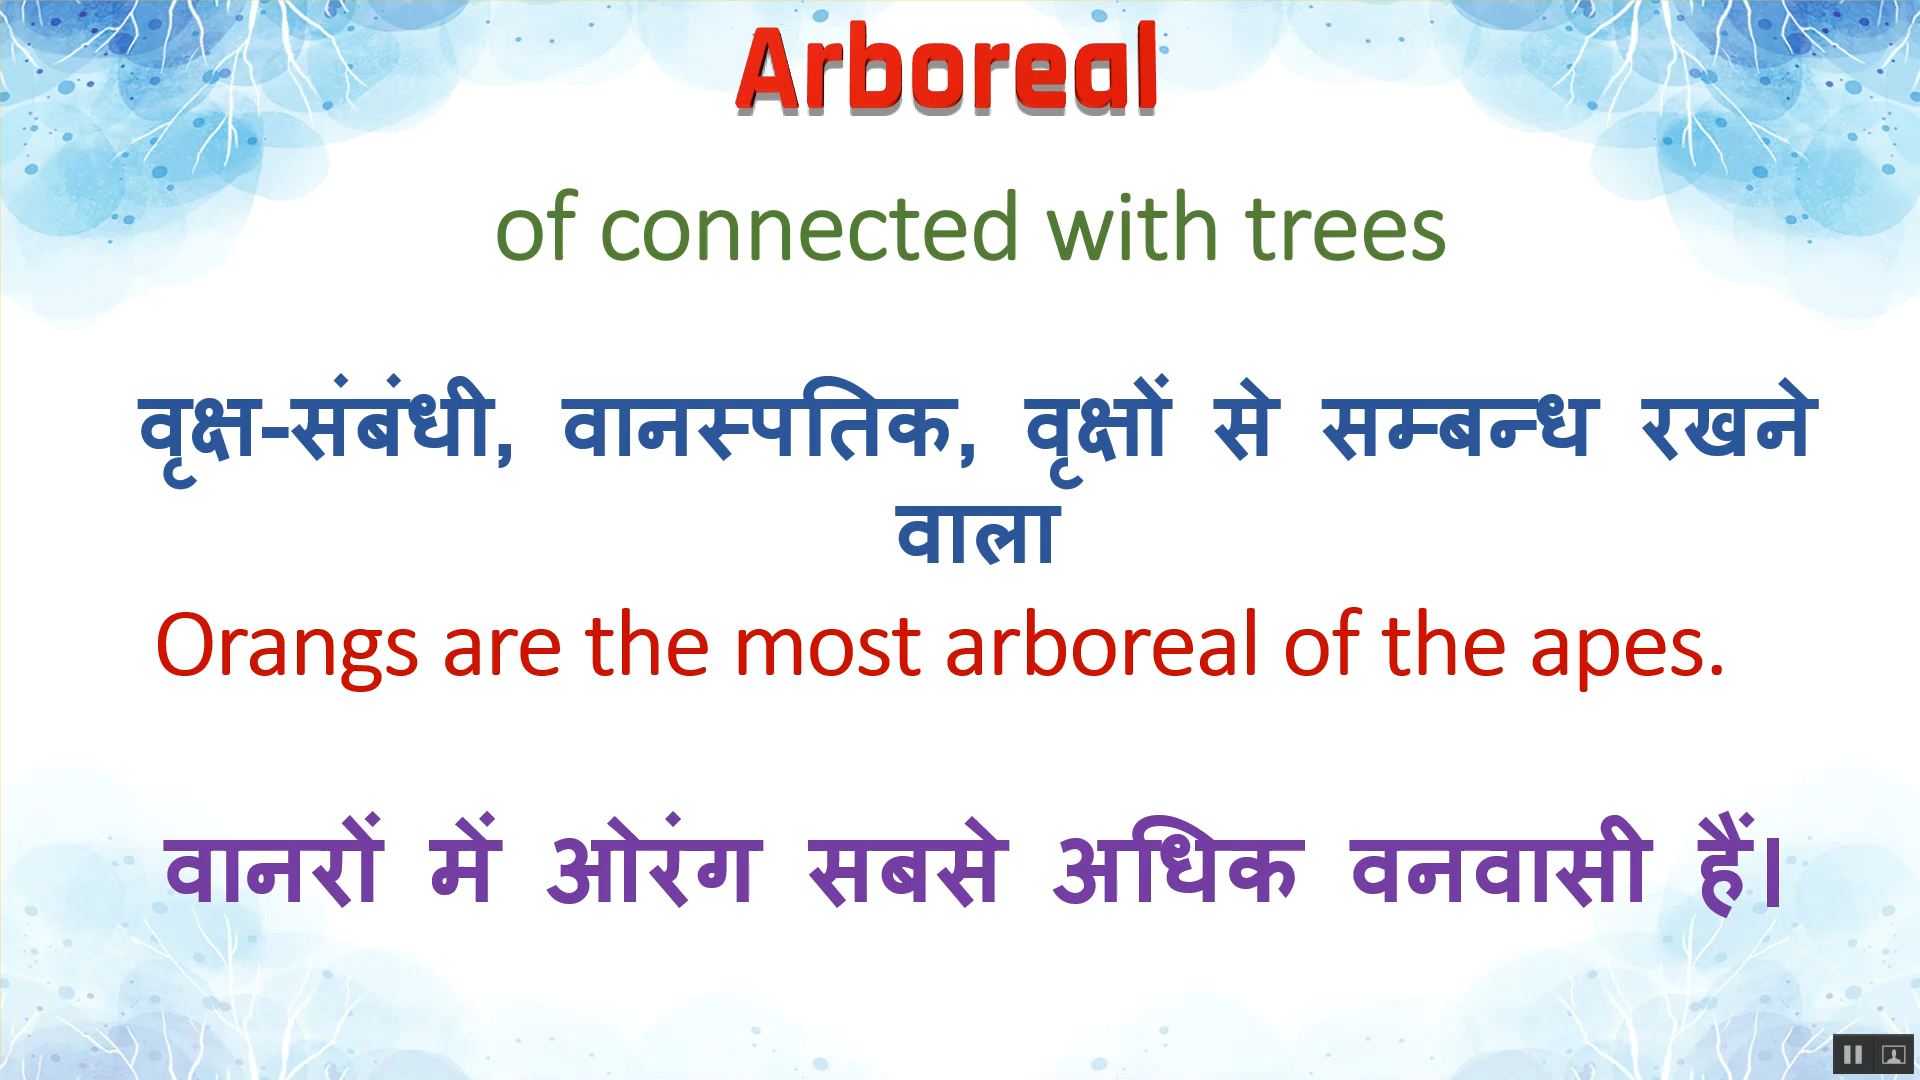 Arboreal
of connected with trees
वृक्ष-संबंधी, वानस्पतिक, वृक्षों से सम्बन्ध रखने
वाला
Orangs are the most arboreal of the apes.
वानरों में ओरंग सबसे अधिक वनवासी हैं।